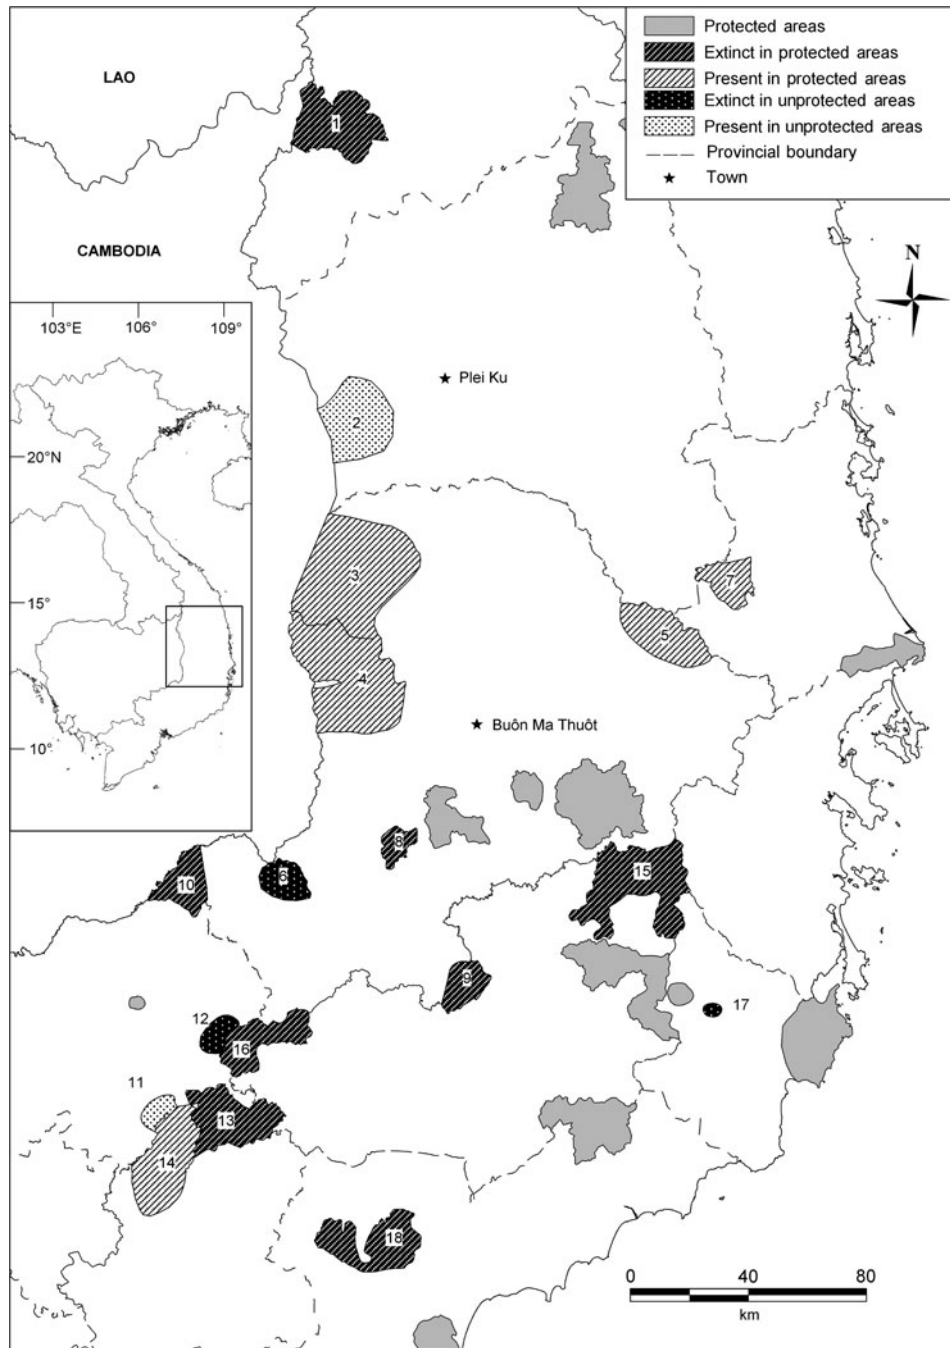 Protected areas
Extinct in protected areas
Present in protected areas
Extinct in unprotected areas
Present in unprotected areas
Provincial boundary
Town
LAO
1
CAMBODIA
N
103°E 106° 109°
20°N
15°
10°
Plei Ku
2
3
7
5
4
Buôn Ma Thuôt
8
6
10
15
9
17
12
16
11
13
14
18
0 40 80
km